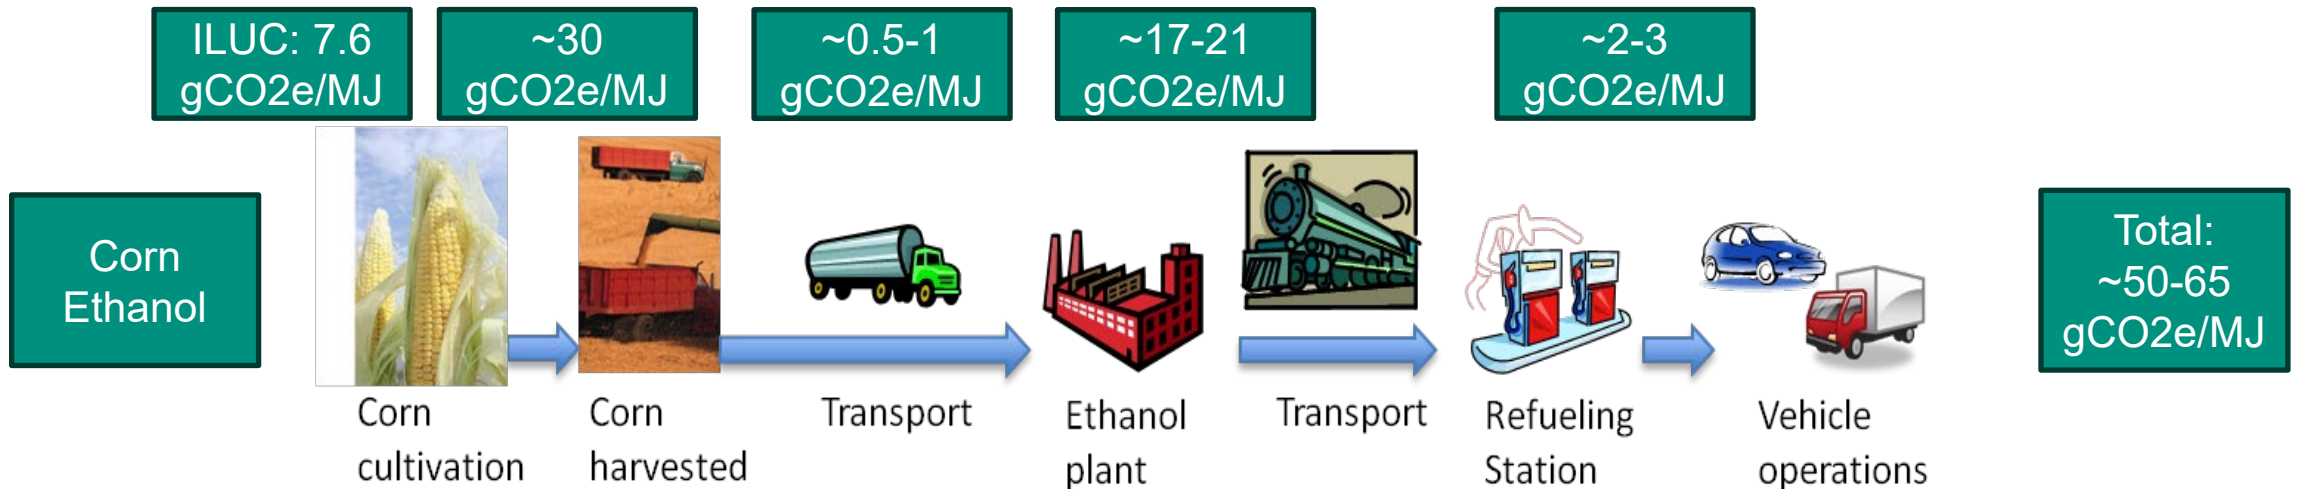 ILUC: 7.6
gCO2e/MJ
~30
gCO2e/MJ
~0.5-1
gCO2e/MJ
~17-21
gCO2e/MJ
~2-3
gCO2e/MJ
Corn
Ethanol
Total:
~50-65
gCO2e/MJ
Corn
cultivation
Corn
harvested
Transport
Ethanol
plant
Transport
Refueling
Station
Vehicle
operations